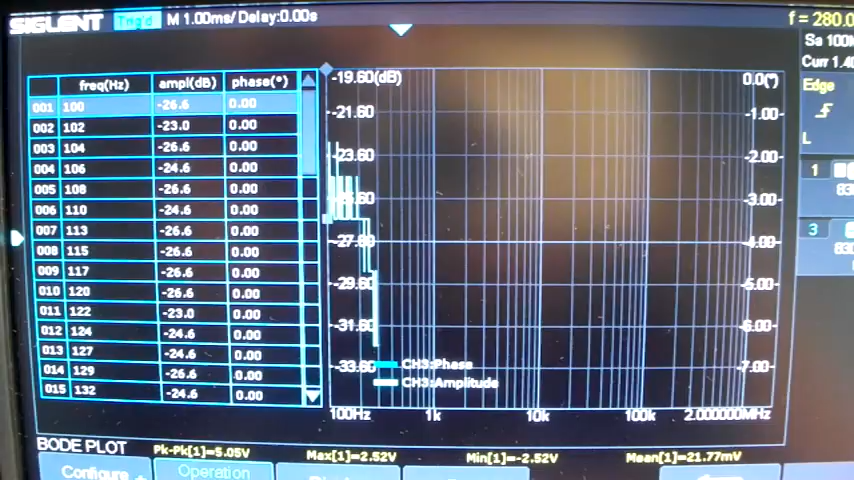 SIGLENT Trig'd M 1.00ms/ Delay:0.00s f = 280.0
Sa 100M
Curr 1.40
Edge
L
1
3
freq(Hz) ampl(dB) phase(°)
001 100 -26.6 0.00
002 102 -23.0 0.00
003 104 -26.6 0.00
004 106 -24.6 0.00
005 108 -26.6 0.00
006 110 -24.6 0.00
007 113 -26.6 0.00
008 115 -26.6 0.00
009 117 -26.6 0.00
010 120 -26.6 0.00
011 122 -23.0 0.00
012 124 -24.6 0.00
013 127 -24.6 0.00
014 129 -26.6 0.00
015 132 -24.6 0.00
-19.60(dB) 0.0(°)
-21.60 -1.00
-23.60 -2.00
-25.60 -3.00
-27.60 -4.00
-29.60 -5.00
-31.60 -6.00
-33.60 -7.00
CH3:Phase
CH3:Amplitude
100Hz 1k 10k 100k 2.000000MHz
BODE PLOT Pk-Pk[1]=5.05V Max[1]=2.52V Min[1]=-2.52V Mean[1]=21.77mV
Configure Operation